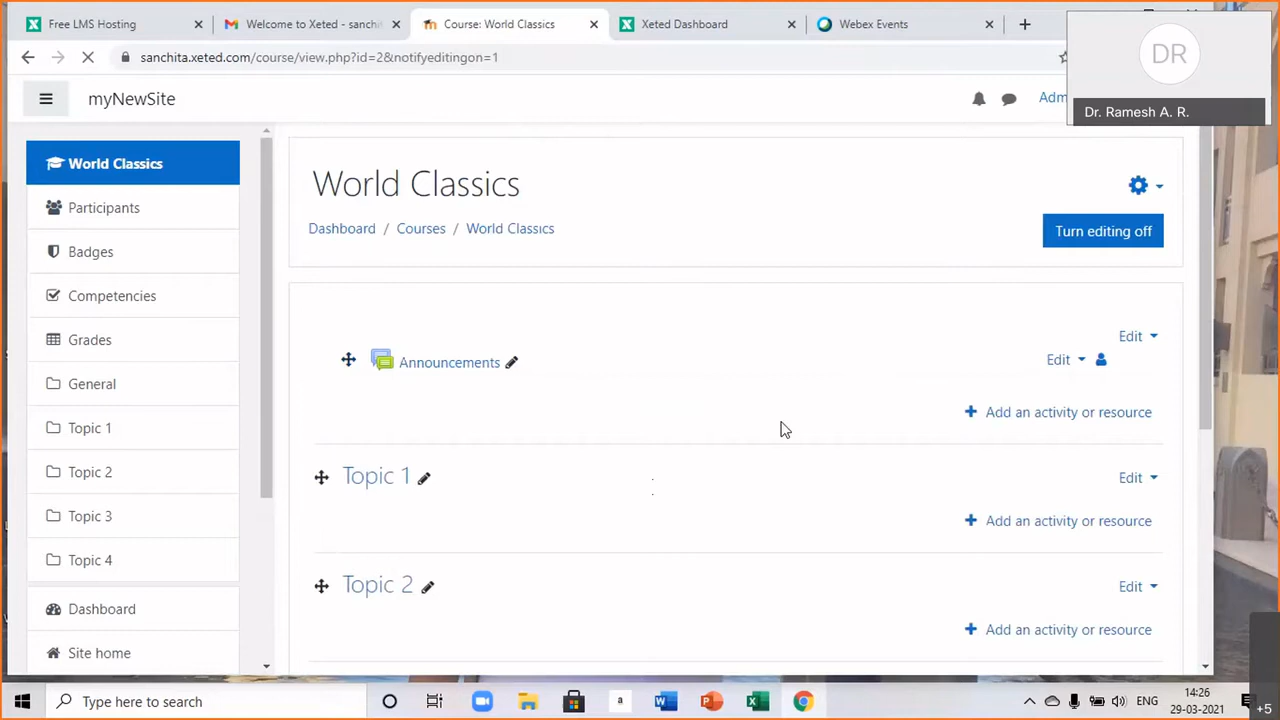 Free LMS Hosting
Welcome to Xeted - sanchi
Course: World Classics
Xeted Dashboard
Webex Events
sanchita.xeted.com/course/view.php?id=2&notifyeditingon=1
DR
Dr. Ramesh A. R.
myNewSite
Adm
World Classics
Participants
Badges
Competencies
Grades
General
Topic 1
Topic 2
Topic 3
Topic 4
Dashboard
Site home
World Classics
Dashboard / Courses / World Classics
Turn editing off
Edit
Announcements
Edit
Add an activity or resource
Topic 1
Edit
Add an activity or resource
Topic 2
Edit
Add an activity or resource
Type here to search
a
ENG
14:26
29-03-2021
+5